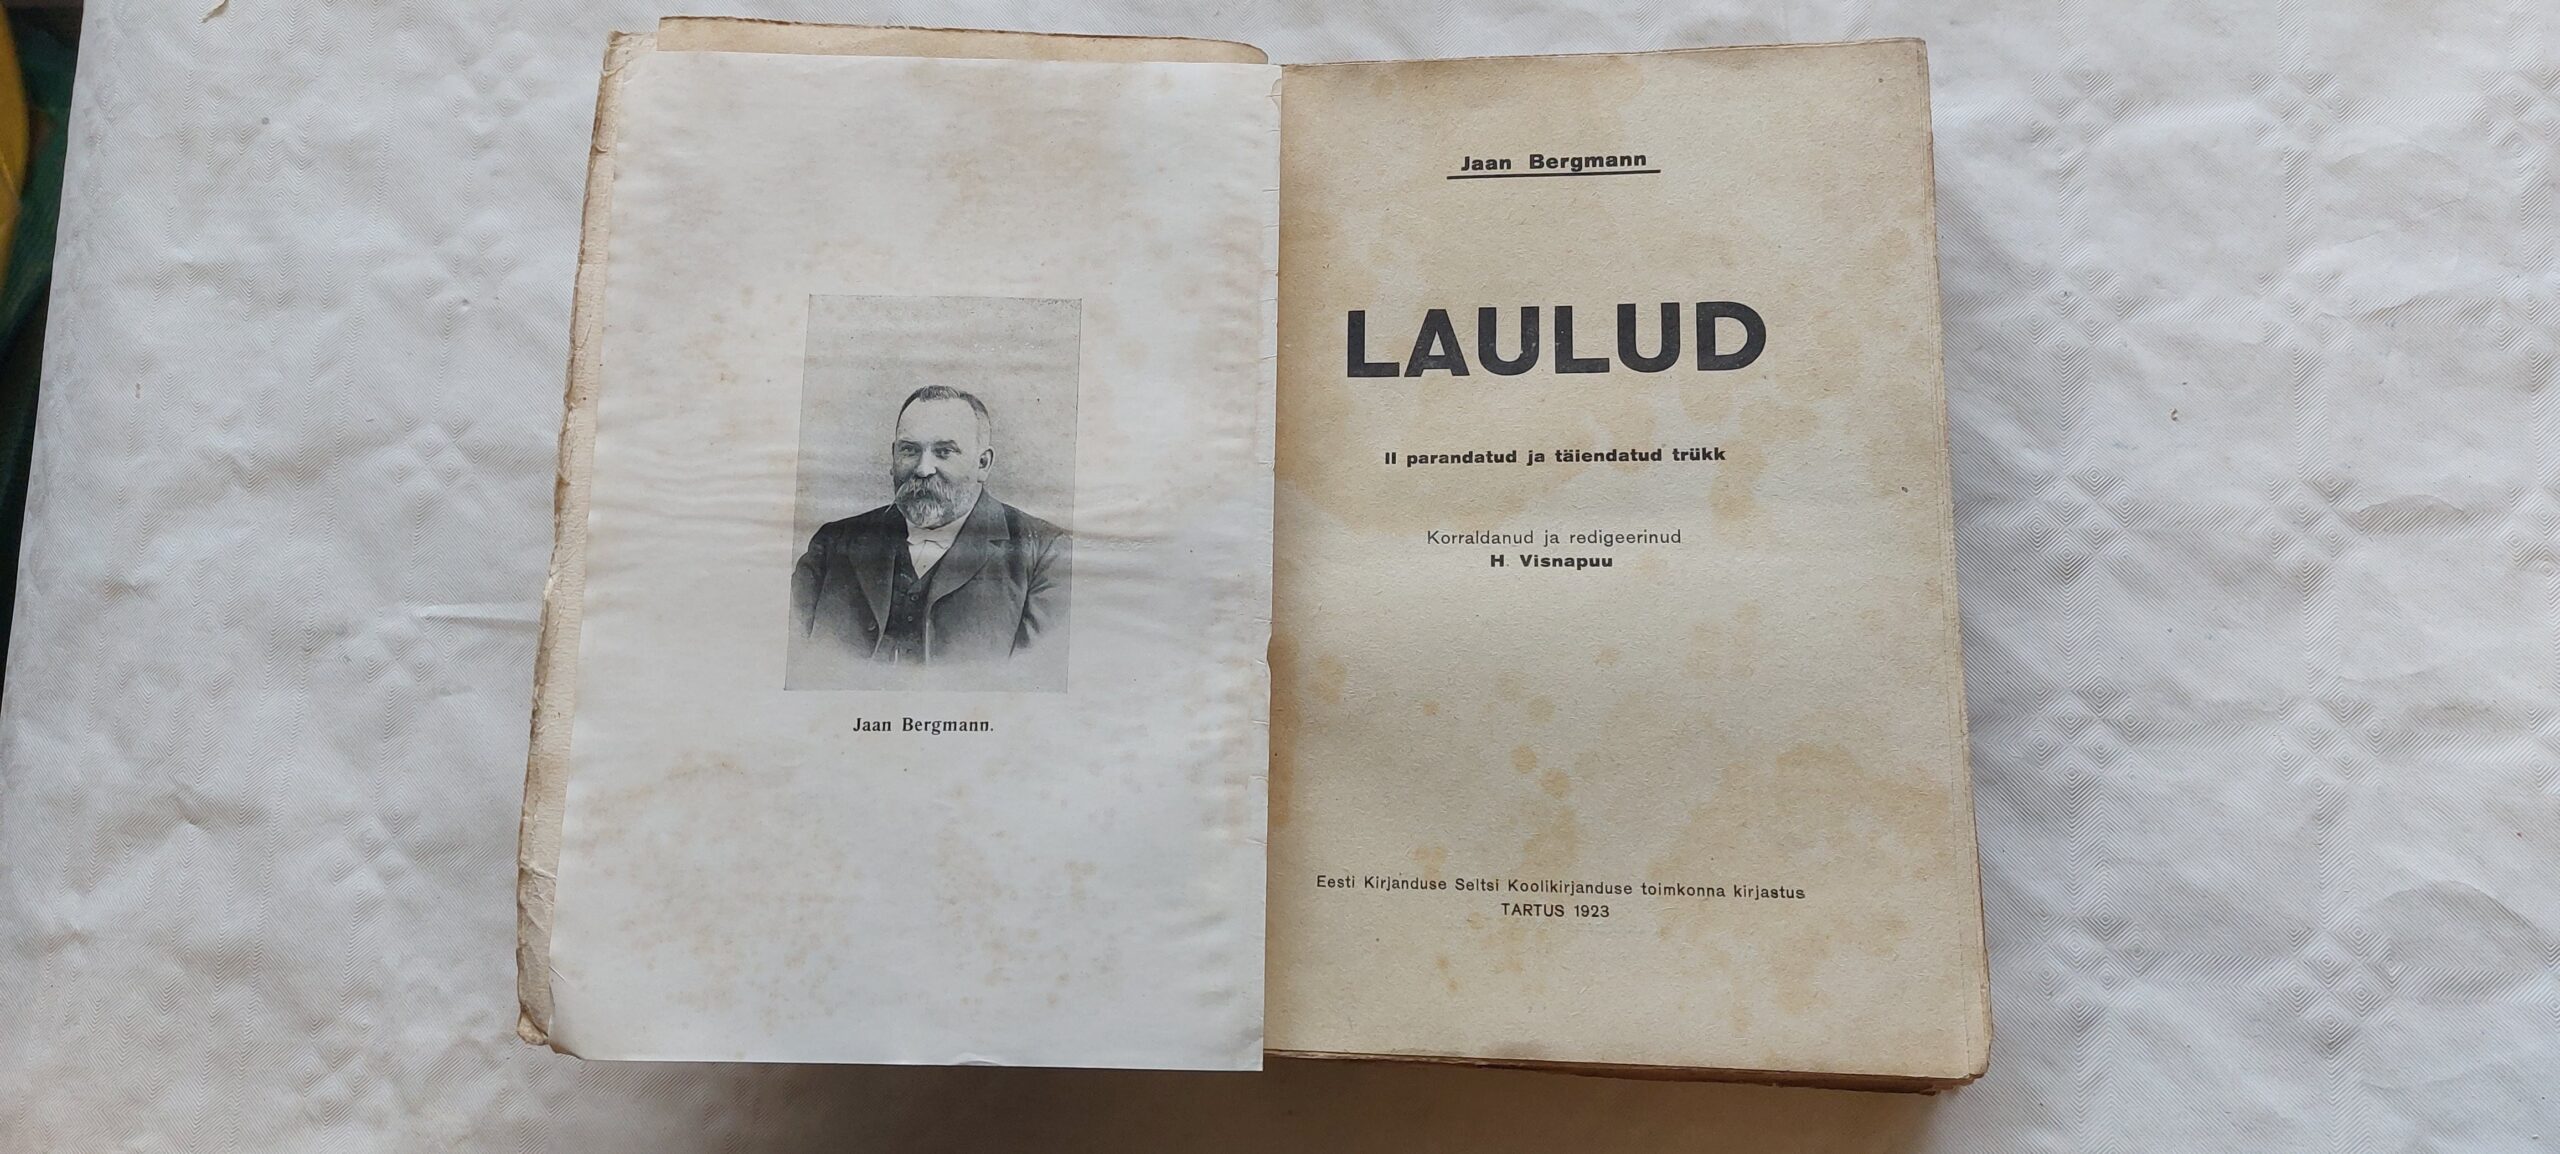 Jaan Bergmann.
Jaan Bergmann
LAULUD
II parandatud ja täiendatud trükk
Korraldanud ja redigeerinud
H. Visnapuu
Eesti Kirjanduse Seltsi Koolikirjanduse toimkonna kirjastus
TARTUS 1923